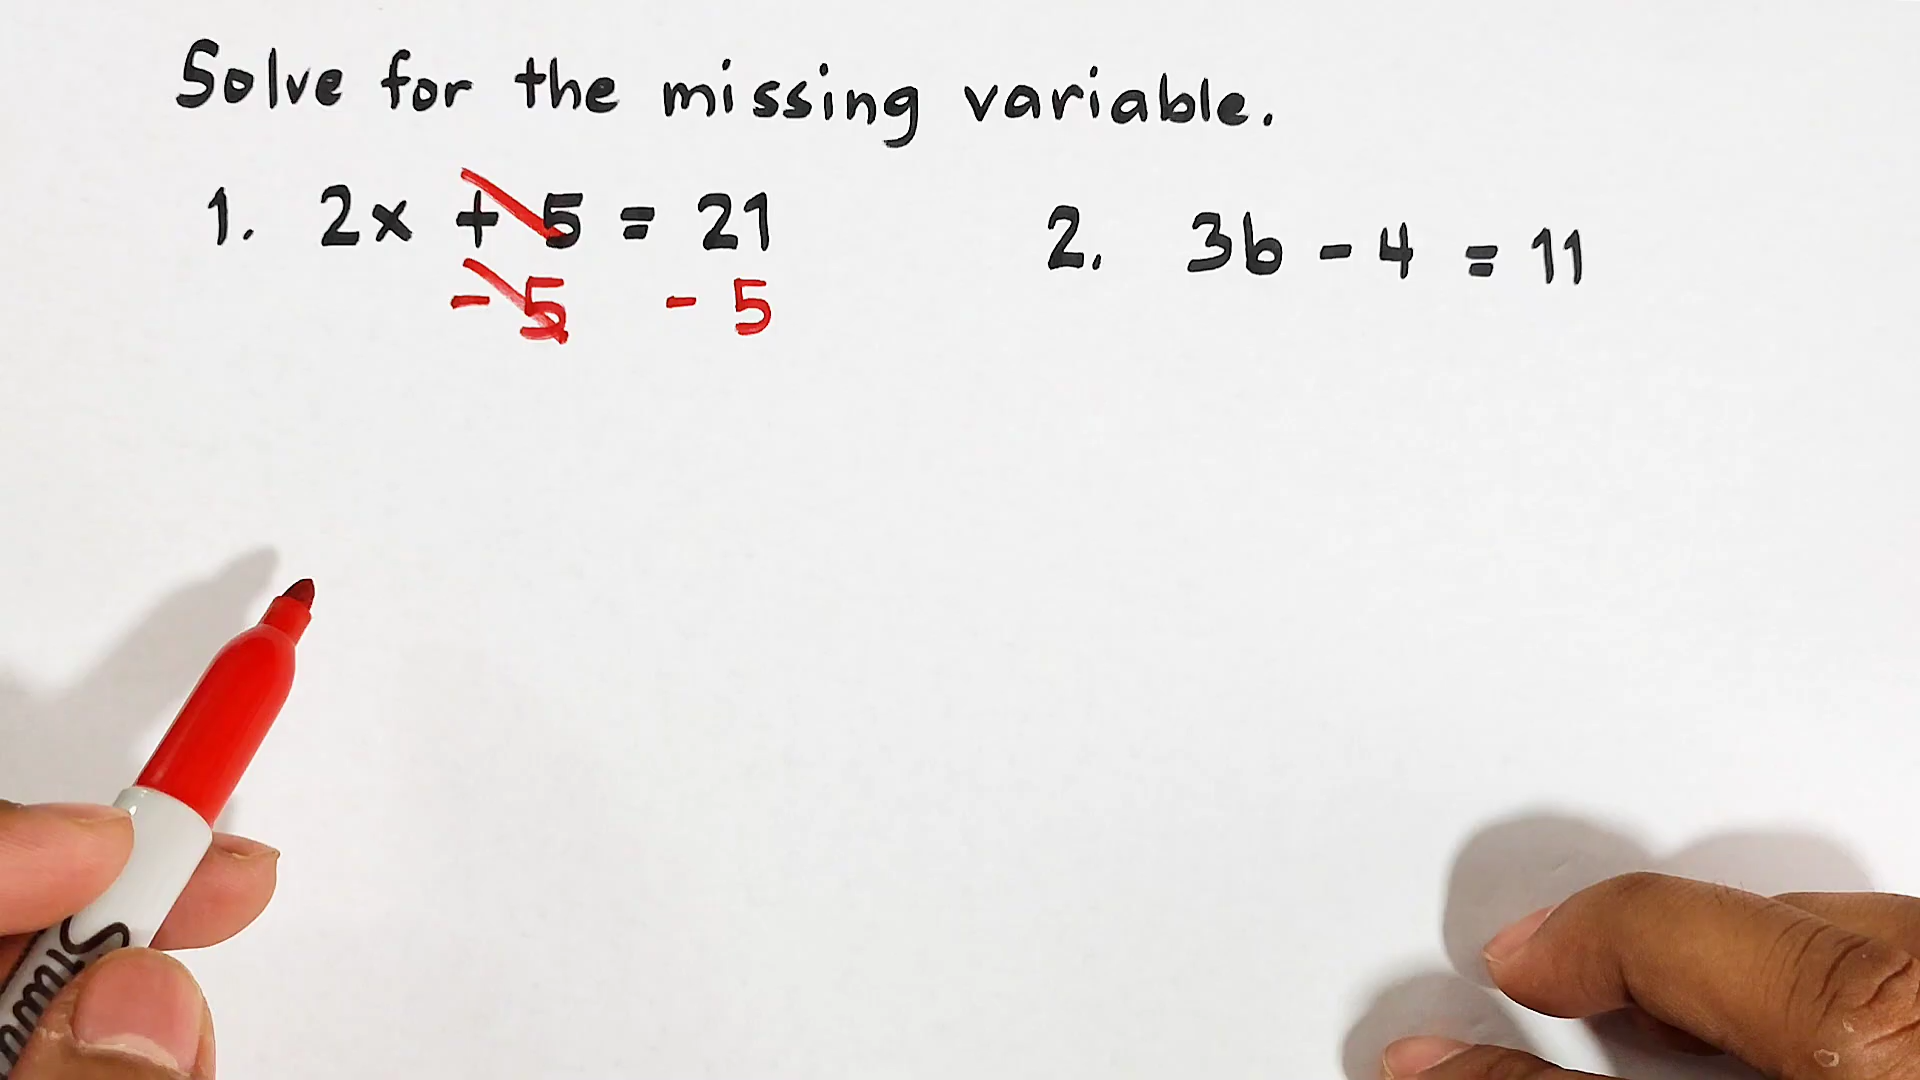 Solve for the missing variable.
1. 2x + 5 = 21
- 5 - 5
2. 3b - 4 = 11